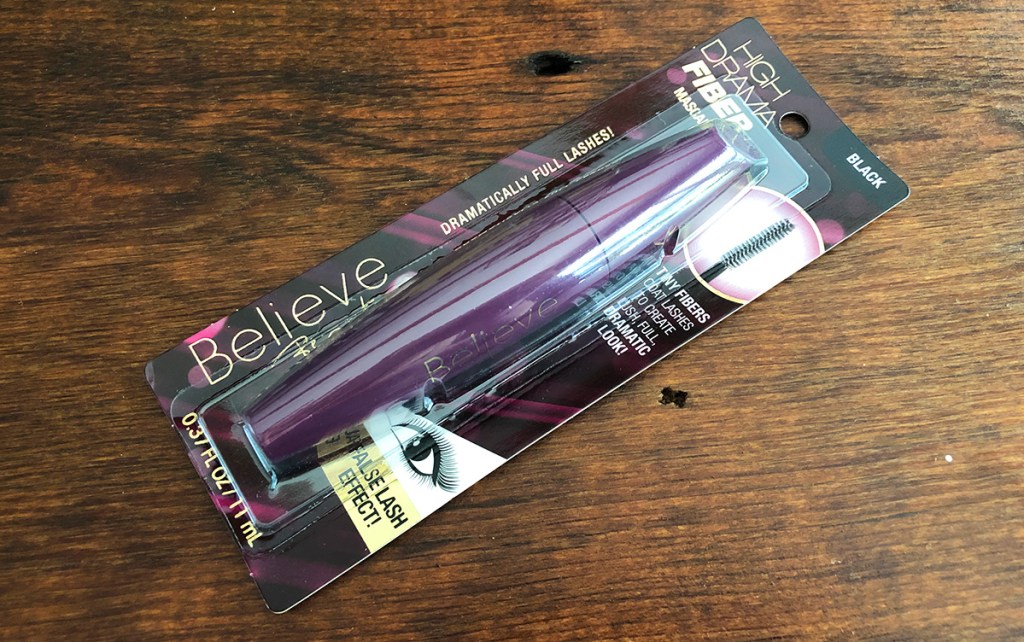 HIGH
DRAMA
FIBER
BLACK
DRAMATICALLY FULL LASHES!
Believe
TINY FIBERS
COAT LASHES
TO CREATE
LUSH, FULL,
DRAMATIC
LOOK!
Believe
FALSE LASH
EFFECT!
0.37 FL OZ / 11 mL